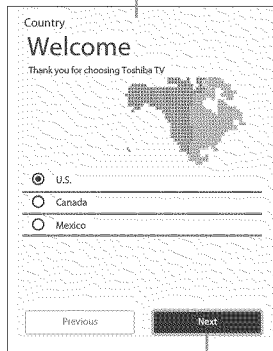 Country
Welcome
Thank you for choosing Toshiba TV
U.S.
Canada
Mexico
Previous
Next